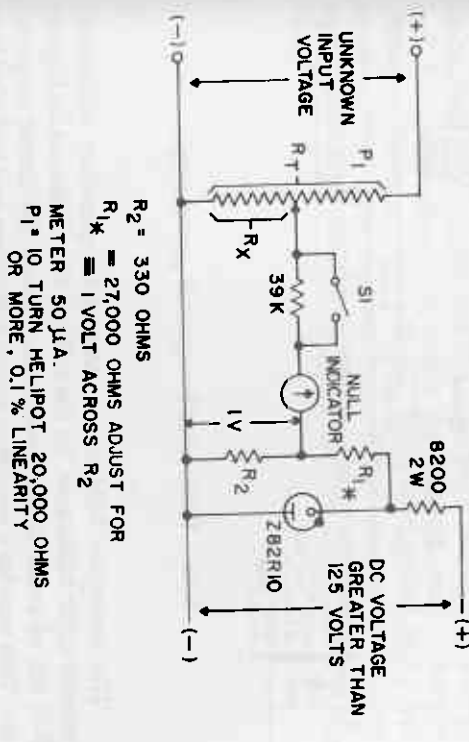 (+)
UNKNOWN
INPUT
VOLTAGE
(-)
P1
RT
RX
S1
39K
NULL
INDICATOR
1V
R1*
R2
8200
2W
Z82R10
(+)
DC VOLTAGE
GREATER THAN
125 VOLTS
(-)
R2 = 330 OHMS
R1* = 27,000 OHMS ADJUST FOR
≡ 1 VOLT ACROSS R2
METER 50 μA.
P1 = 10 TURN HELIPOT 20,000 OHMS
OR MORE, 0.1% LINEARITY